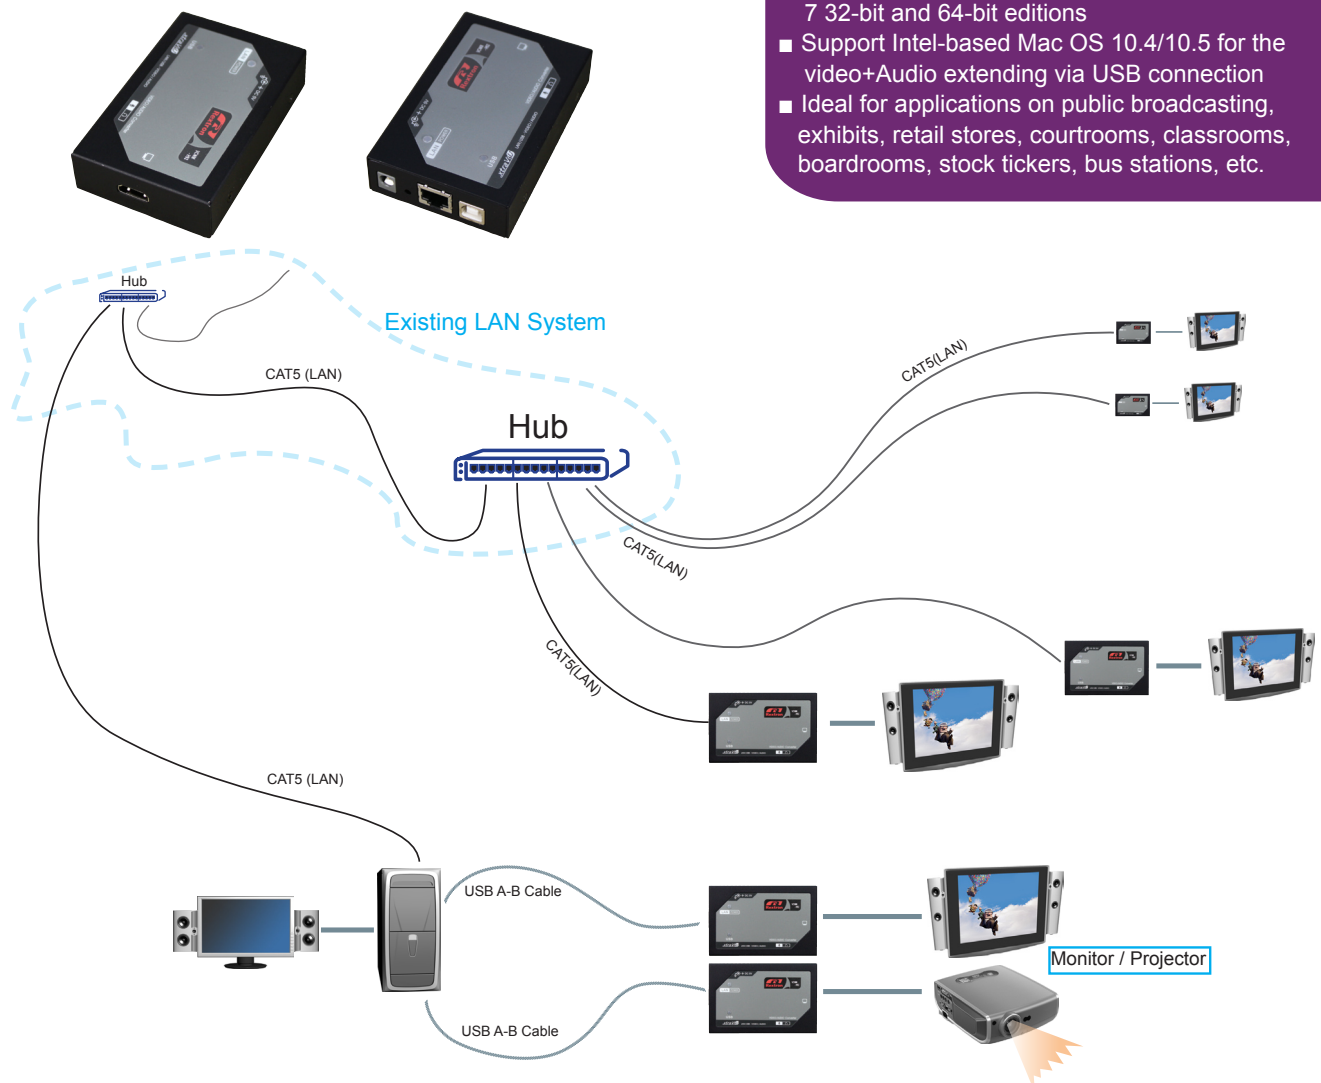 7 32-bit and 64-bit editions
■ Support Intel-based Mac OS 10.4/10.5 for the
video+Audio extending via USB connection
■ Ideal for applications on public broadcasting,
exhibits, retail stores, courtrooms, classrooms,
boardrooms, stock tickers, bus stations, etc.
Hub
Existing LAN System
CAT5(LAN)
CAT5 (LAN)
Hub
CAT5(LAN)
CAT5(LAN)
CAT5 (LAN)
USB A-B Cable
Monitor / Projector
USB A-B Cable